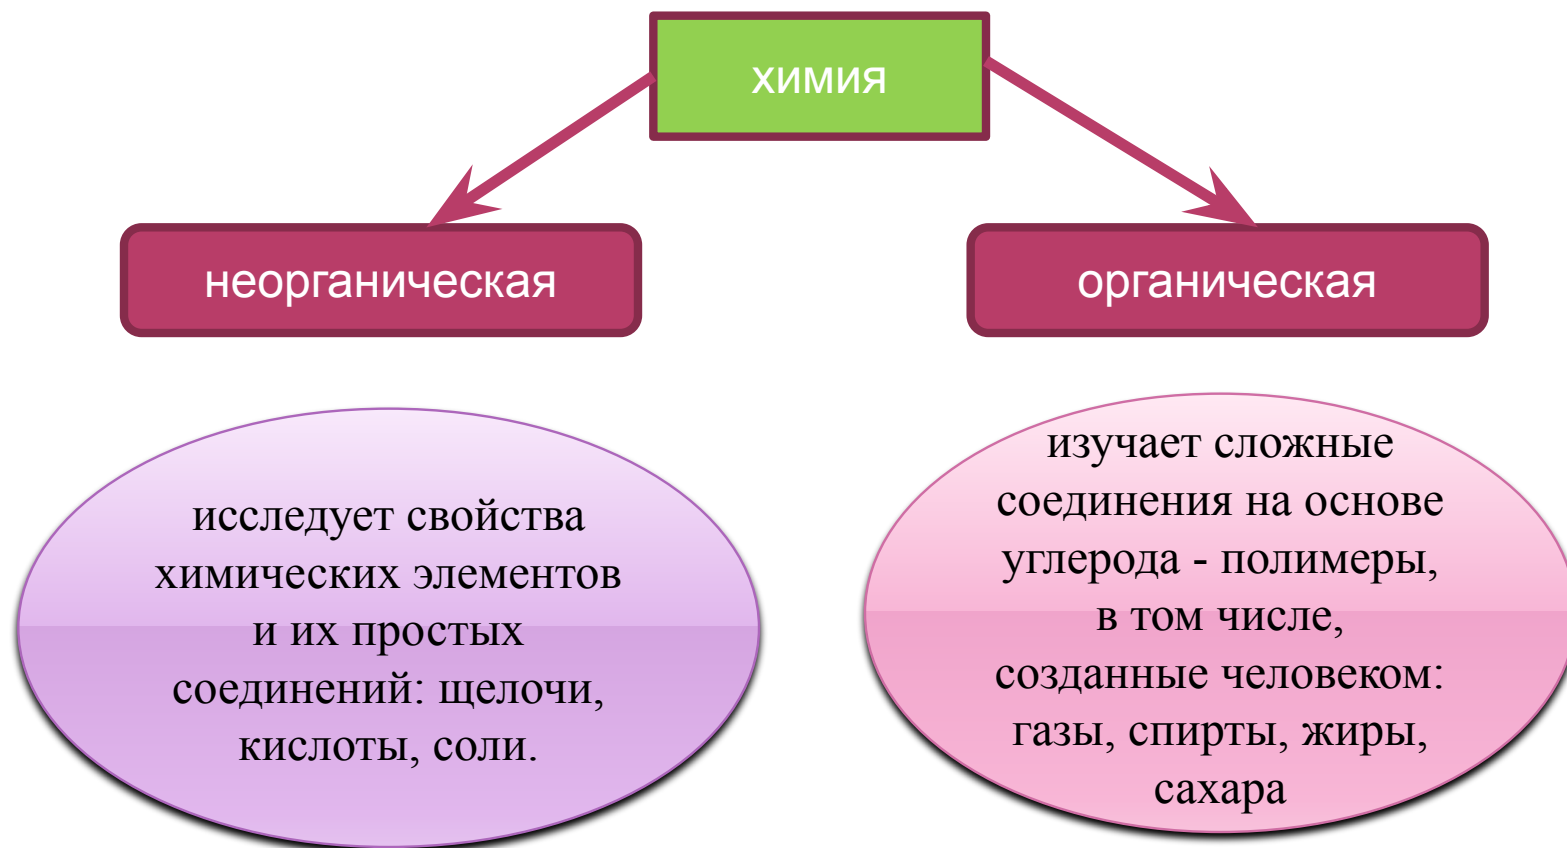 химия
неорганическая
органическая
исследует свойства
химических элементов
и их простых
соединений: щелочи,
кислоты, соли.
изучает сложные
соединения на основе
углерода - полимеры,
в том числе,
созданные человеком:
газы, спирты, жиры,
сахара